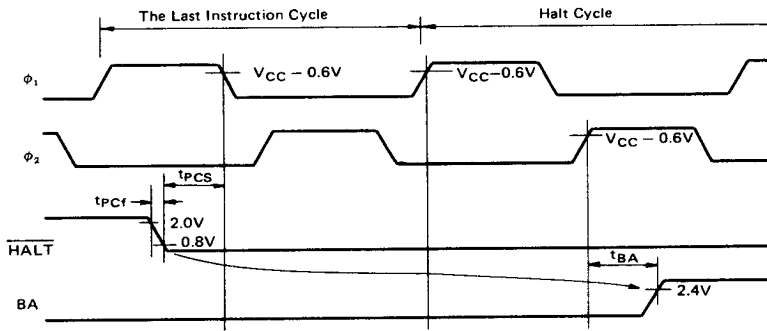 The Last Instruction Cycle
Halt Cycle
ϕ1
VCC – 0.6V
VCC–0.6V
ϕ2
VCC – 0.6V
tPCS
tPCf
2.0V
0.8V
HALT
tBA
2.4V
BA